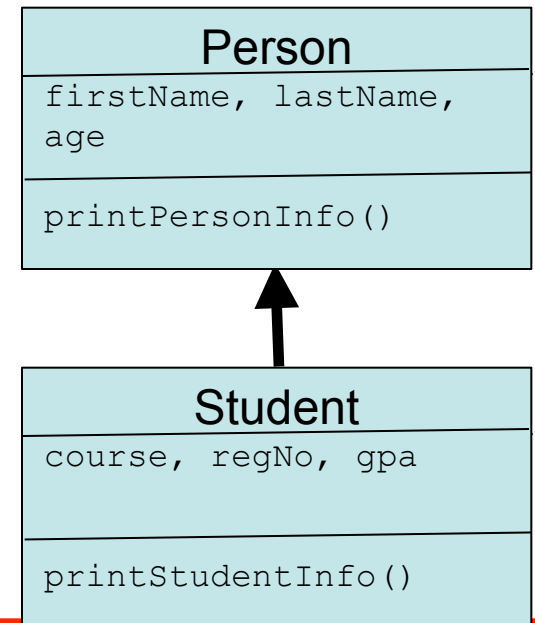 Person
firstName, lastName,
age
printPersonInfo()
Student
course, regNo, gpa
printStudentInfo()